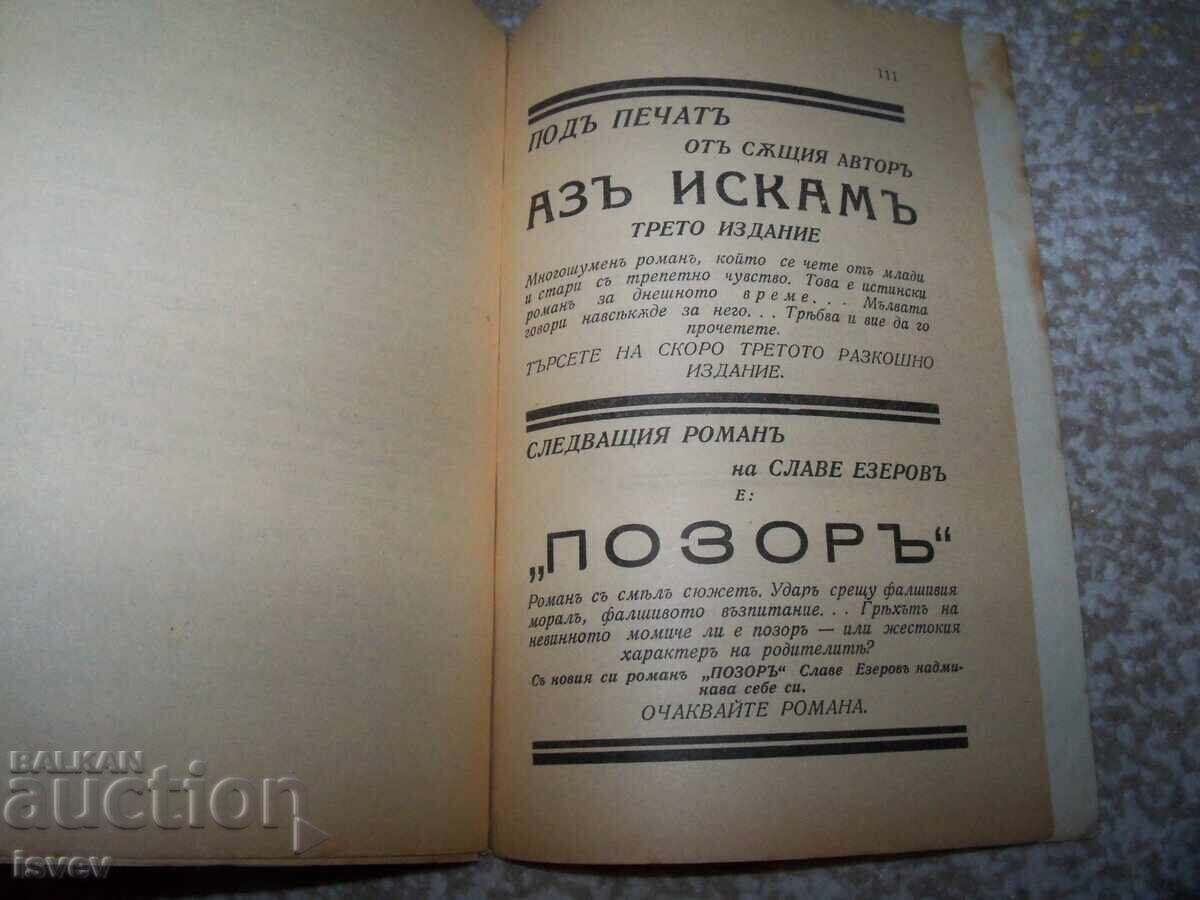 111
ПОДЪ ПЕЧАТЪ
ОТЪ СѪЩИЯ АВТОРЪ
АЗЪ ИСКАМЪ
ТРЕТО ИЗДАНИЕ
Многошуменъ романъ, който се чете отъ млади
и стари съ трепетно чувство. Това е истински
романъ за днешното време... Мълвата
говори навсѣкѫде за него... Трѣбва и вие да го
прочетете.
ТЪРСЕТЕ НА СКОРО ТРЕТОТО РАЗКОШНО
ИЗДАНИЕ.
СЛЕДВАЩИЯ РОМАНЪ
на СЛАВЕ ЕЗЕРОВЪ
Е:
„ПОЗОРЪ“
Романъ съ смѣлъ сюжетъ. Ударъ срещу фалшивия
моралъ, фалшивото възпитание... Грѣхътъ на
невинното момиче ли е позоръ — или жестокия
характеръ на родителитѣ?
Съ новия си романъ „ПОЗОРЪ“ Славе Езеровъ надми-
нава себе си.
ОЧАКВАЙТЕ РОМАНА.
BALKAN
auction
isvev